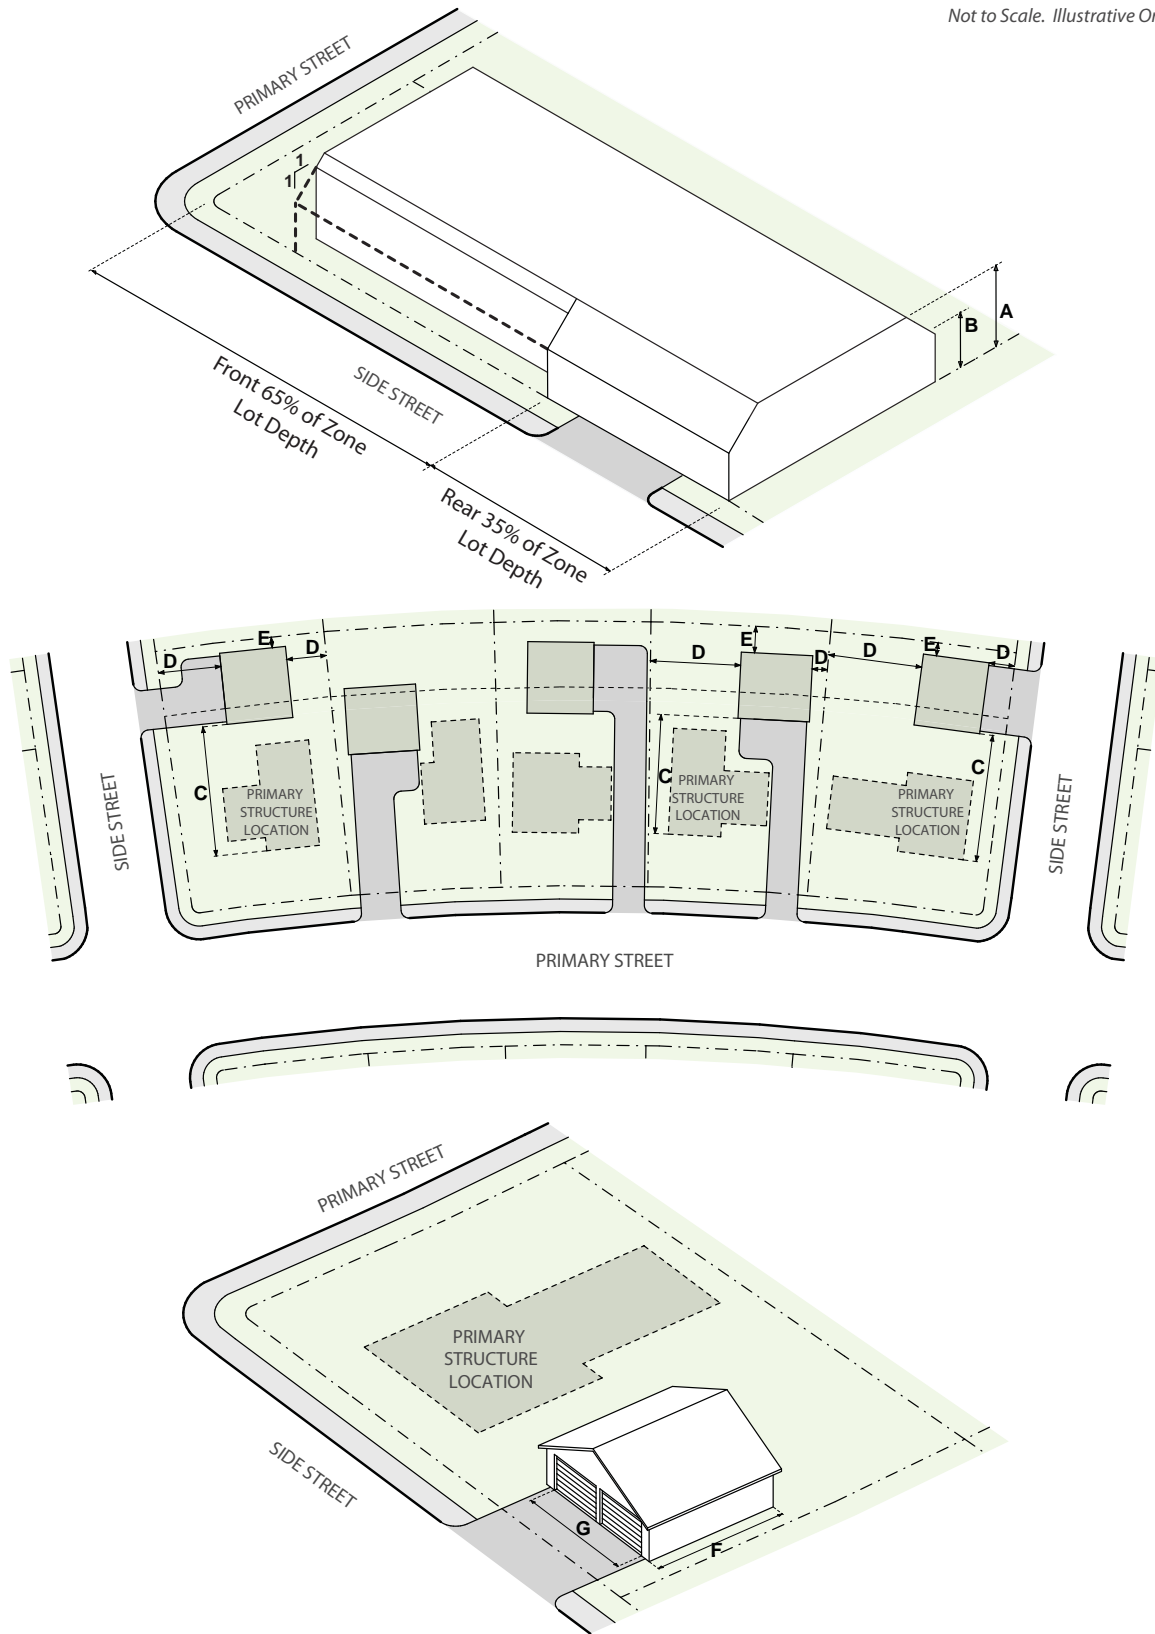 Not to Scale. Illustrative
PRIMARY STREET
1
1
A
B
Front 65% of Zone
Lot Depth
SIDE STREET
Rear 35% of Zone
Lot Depth
E
D
D
E
D
D
D
E
D
C
PRIMARY
STRUCTURE
LOCATION
C
PRIMARY
STRUCTURE
LOCATION
PRIMARY
STRUCTURE
LOCATION
C
SIDE STREET
SIDE STREET
PRIMARY STREET
PRIMARY STREET
PRIMARY
STRUCTURE
LOCATION
SIDE STREET
G
F